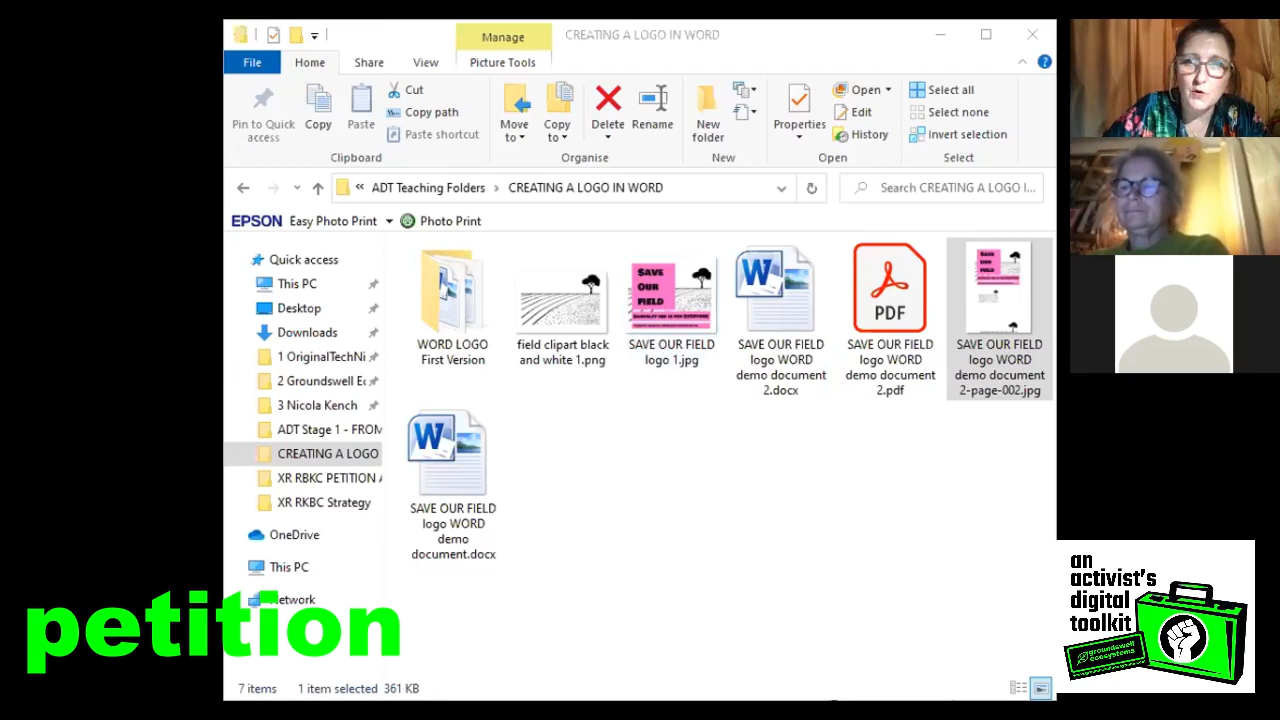 Manage
CREATING A LOGO IN WORD
File
Home
Share
View
Picture Tools
Pin to Quick
access
Copy
Paste
Cut
Copy path
Paste shortcut
Move
to
Copy
to
Delete
Rename
New
folder
Properties
Open
Edit
History
Select all
Select none
Invert selection
Clipboard
Organise
New
Open
Select
ADT Teaching Folders
CREATING A LOGO IN WORD
Search CREATING A LOGO I...
EPSON Easy Photo Print
Photo Print
Quick access
This PC
Desktop
Downloads
1 OriginalTechNi
2 Groundswell Ec
3 Nicola Kench
ADT Stage 1 - FROM
CREATING A LOGO
XR RBKC PETITION A
XR RKBC Strategy
OneDrive
This PC
Network
WORD LOGO
First Version
field clipart black
and white 1.png
SAVE
OUR
FIELD
SAVE OUR FIELD
logo 1.jpg
SAVE OUR FIELD
logo WORD
demo document
2.docx
PDF
SAVE OUR FIELD
logo WORD
demo document
2.pdf
SAVE
OUR
FIELD
SAVE OUR FIELD
logo WORD
demo document
2-page-002.jpg
SAVE OUR FIELD
logo WORD
demo
document.docx
7 items
1 item selected 361 KB
petition
an
activist's
digital
toolkit
groundswell
ecosystems